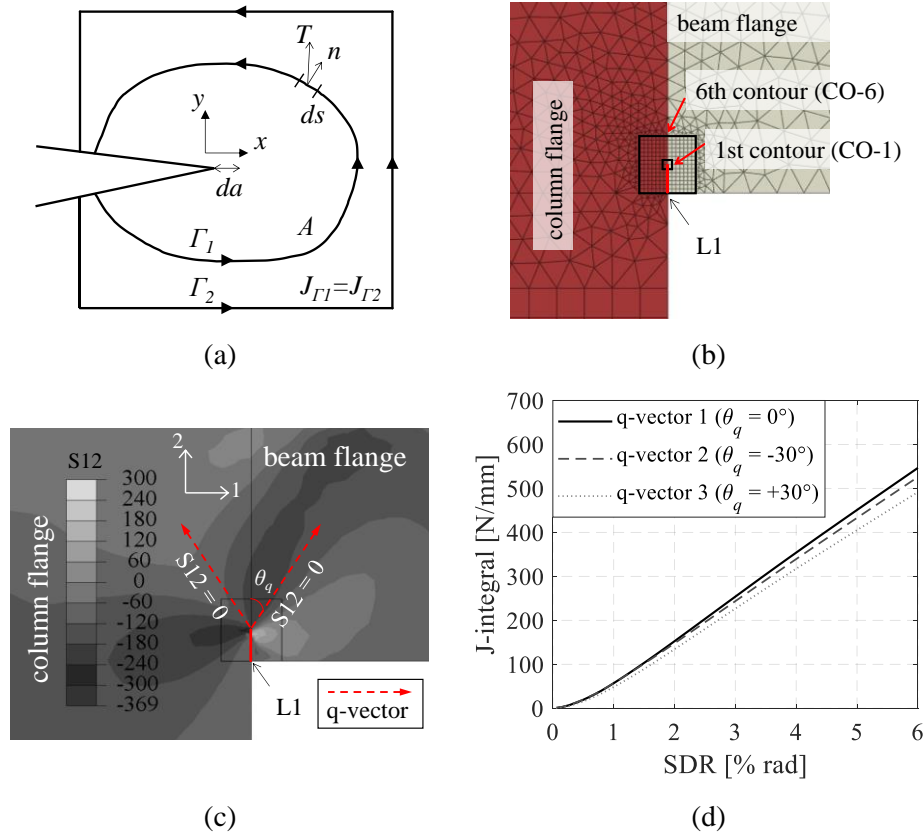 T
n
ds
y
x
da
A
Γ1
Γ2
JΓ1=JΓ2
(a)
beam flange
6th contour (CO-6)
1st contour (CO-1)
column flange
L1
(b)
S12
300
240
180
120
60
0
-60
-120
-180
-240
-300
-369
2
1
beam flange
column flange
S12 = 0
θq
S12 = 0
L1
q-vector
(c)
700
600
500
400
300
200
100
0
J-integral [N/mm]
q-vector 1 (θq = 0°)
q-vector 2 (θq = -30°)
q-vector 3 (θq = +30°)
0 1 2 3 4 5 6
SDR [% rad]
(d)